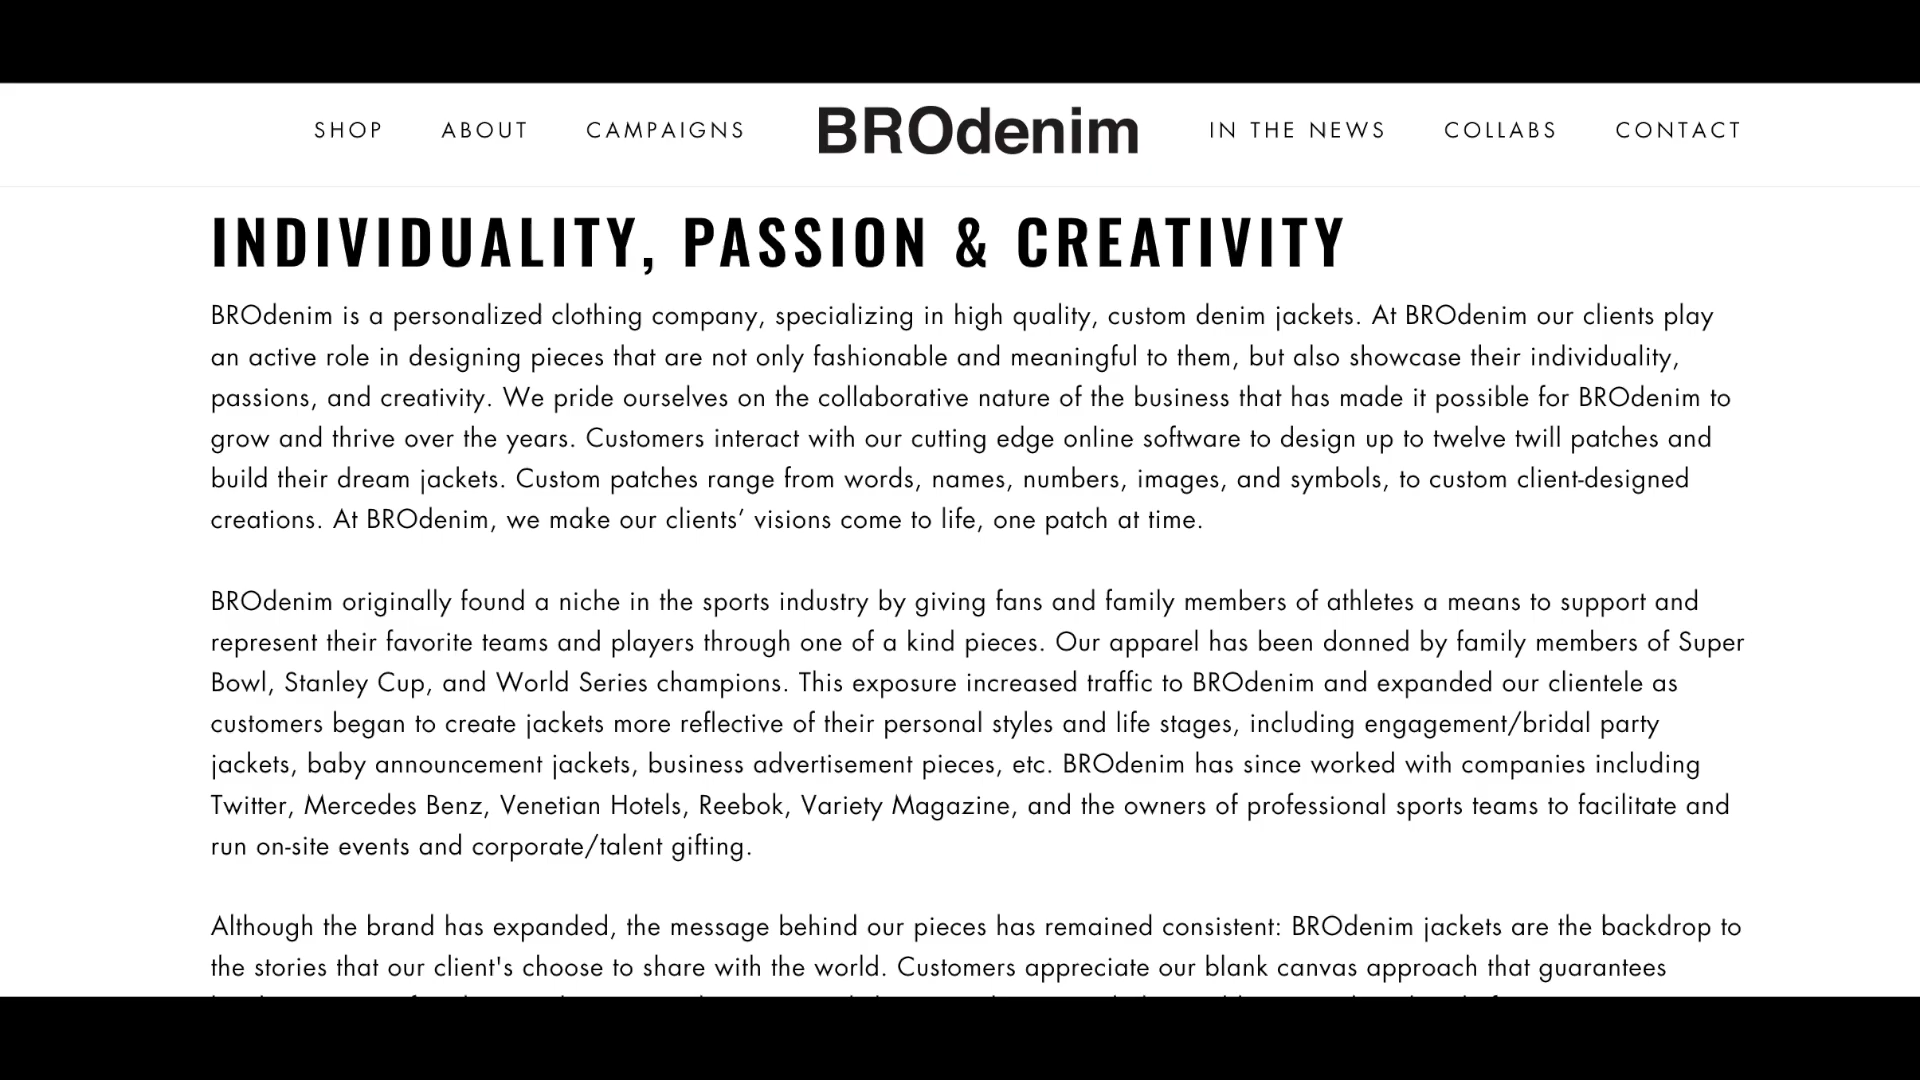 SHOP ABOUT CAMPAIGNS BROdenim IN THE NEWS COLLABS CONTACT
INDIVIDUALITY, PASSION & CREATIVITY
BROdenim is a personalized clothing company, specializing in high quality, custom denim jackets. At BROdenim our clients play
an active role in designing pieces that are not only fashionable and meaningful to them, but also showcase their individuality,
passions, and creativity. We pride ourselves on the collaborative nature of the business that has made it possible for BROdenim to
grow and thrive over the years. Customers interact with our cutting edge online software to design up to twelve twill patches and
build their dream jackets. Custom patches range from words, names, numbers, images, and symbols, to custom client-designed
creations. At BROdenim, we make our clients’ visions come to life, one patch at time.
BROdenim originally found a niche in the sports industry by giving fans and family members of athletes a means to support and
represent their favorite teams and players through one of a kind pieces. Our apparel has been donned by family members of Super
Bowl, Stanley Cup, and World Series champions. This exposure increased traffic to BROdenim and expanded our clientele as
customers began to create jackets more reflective of their personal styles and life stages, including engagement/bridal party
jackets, baby announcement jackets, business advertisement pieces, etc. BROdenim has since worked with companies including
Twitter, Mercedes Benz, Venetian Hotels, Reebok, Variety Magazine, and the owners of professional sports teams to facilitate and
run on-site events and corporate/talent gifting.
Although the brand has expanded, the message behind our pieces has remained consistent: BROdenim jackets are the backdrop to
the stories that our client's choose to share with the world. Customers appreciate our blank canvas approach that guarantees